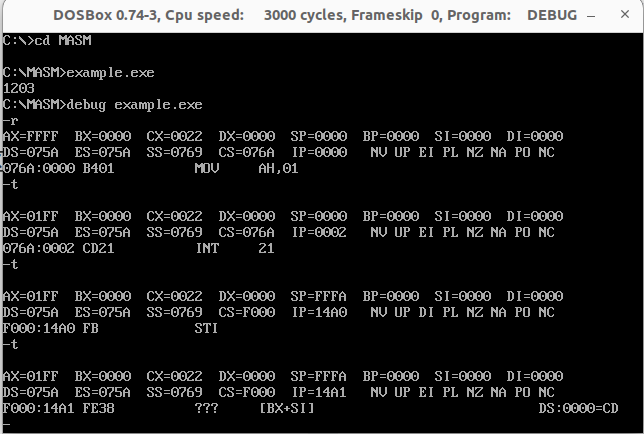 DOSBox 0.74-3, Cpu speed: 3000 cycles, Frameskip 0, Program: DEBUG
C:\>cd MASM
C:\MASM>example.exe
1203
C:\MASM>debug example.exe
-r
AX=FFFF BX=0000 CX=0022 DX=0000 SP=0000 BP=0000 SI=0000 DI=0000
DS=075A ES=075A SS=0769 CS=076A IP=0000 NV UP EI PL NZ NA PO NC
076A:0000 B401 MOV AH,01
-t
AX=01FF BX=0000 CX=0022 DX=0000 SP=0000 BP=0000 SI=0000 DI=0000
DS=075A ES=075A SS=0769 CS=076A IP=0002 NV UP EI PL NZ NA PO NC
076A:0002 CD21 INT 21
-t
AX=01FF BX=0000 CX=0022 DX=0000 SP=FFFA BP=0000 SI=0000 DI=0000
DS=075A ES=075A SS=0769 CS=F000 IP=14A0 NV UP DI PL NZ NA PO NC
F000:14A0 FB STI
-t
AX=01FF BX=0000 CX=0022 DX=0000 SP=FFFA BP=0000 SI=0000 DI=0000
DS=075A ES=075A SS=0769 CS=F000 IP=14A1 NV UP EI PL NZ NA PO NC
F000:14A1 FE38 ??? [BX+SI] DS:0000=CD
-